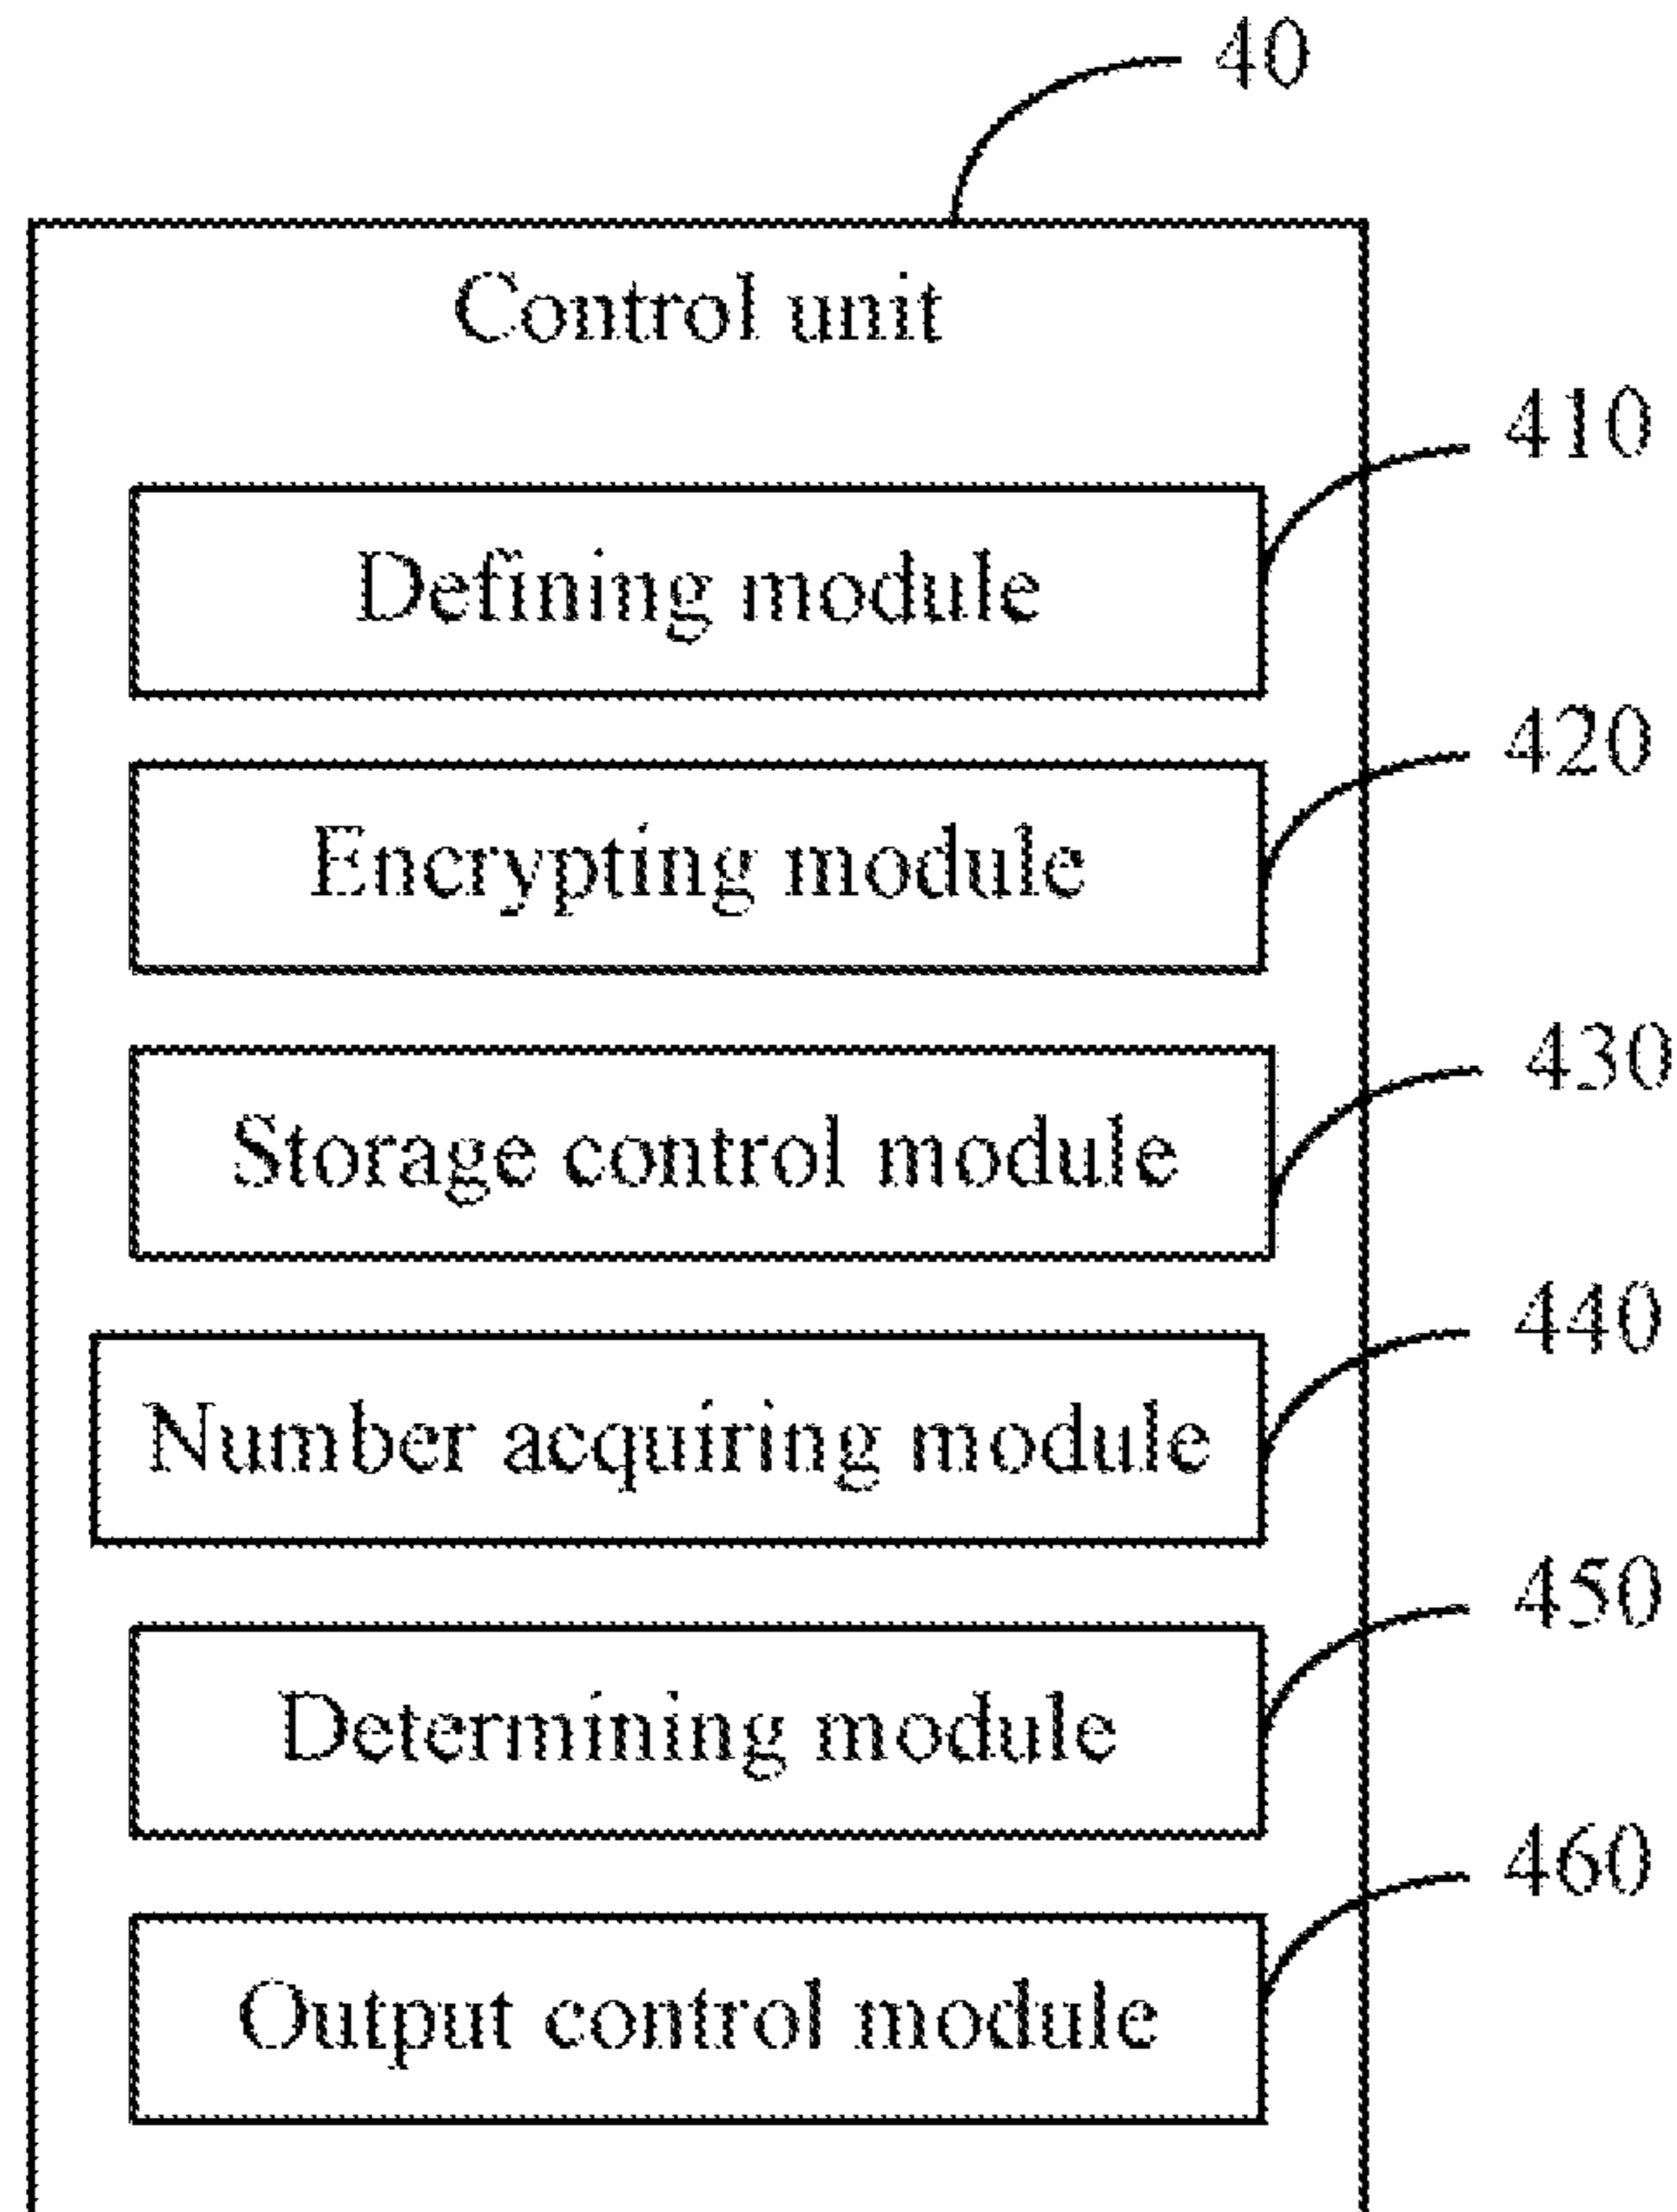 40
Control unit
410
Defining module
420
Encrypting module
430
Storage control module
440
Number acquiring module
450
Determining module
460
Output control module